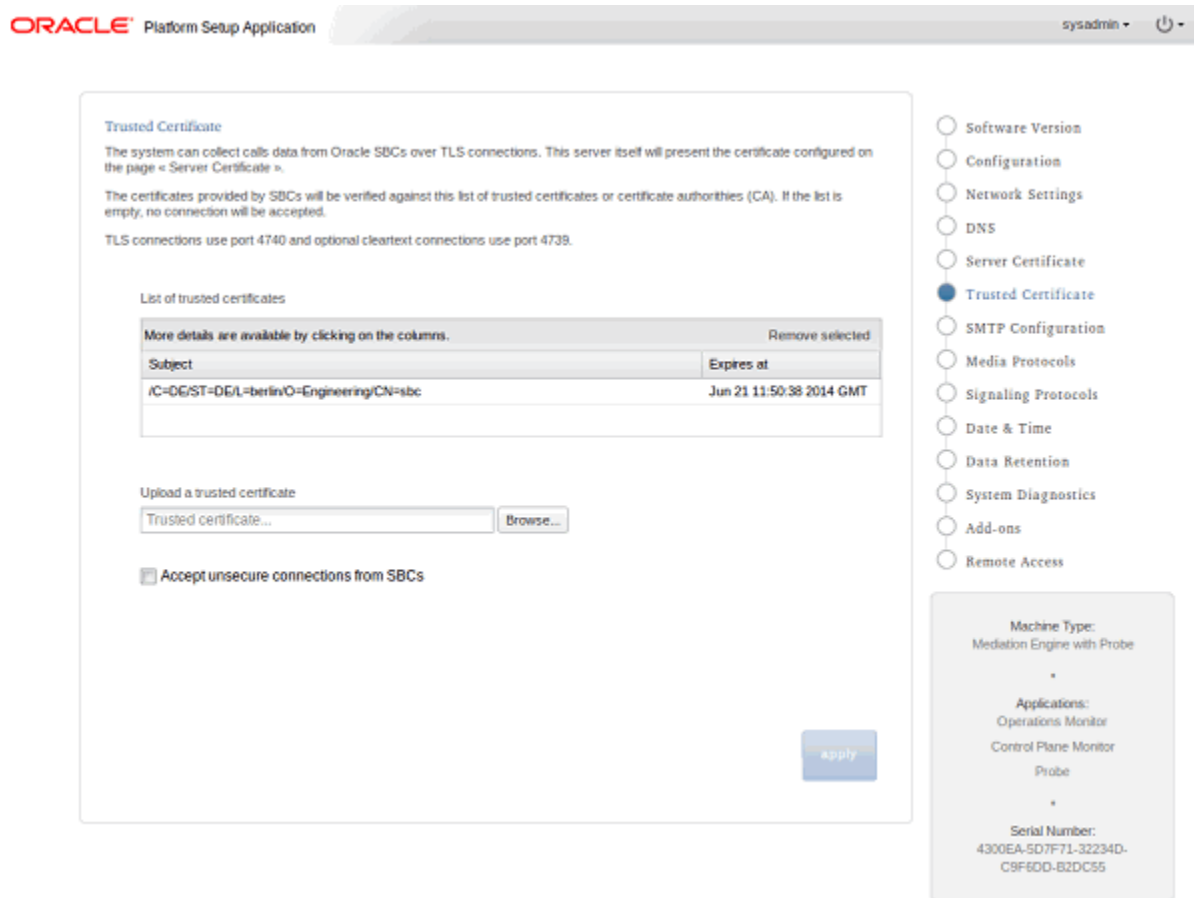 ORACLE Platform Setup Application
sysadmin
Trusted Certificate
The system can collect calls data from Oracle SBCs over TLS connections. This server itself will present the certificate configured on
the page « Server Certificate ».
The certificates provided by SBCs will be verified against this list of trusted certificates or certificate authorithies (CA). If the list is
empty, no connection will be accepted.
TLS connections use port 4740 and optional cleartext connections use port 4739.
List of trusted certificates
More details are available by clicking on the columns. Remove selected
Subject Expires at
/C=DE/ST=DE/L=berlin/O=Engineering/CN=sbc Jun 21 11:50:38 2014 GMT
Upload a trusted certificate
Trusted certificate... Browse...
Accept unsecure connections from SBCs
apply
Software Version
Configuration
Network Settings
DNS
Server Certificate
Trusted Certificate
SMTP Configuration
Media Protocols
Signaling Protocols
Date & Time
Data Retention
System Diagnostics
Add-ons
Remote Access
Machine Type:
Mediation Engine with Probe
Applications:
Operations Monitor
Control Plane Monitor
Probe
Serial Number:
4300EA-5D7F71-32234D-
C9F6DD-B2DC55